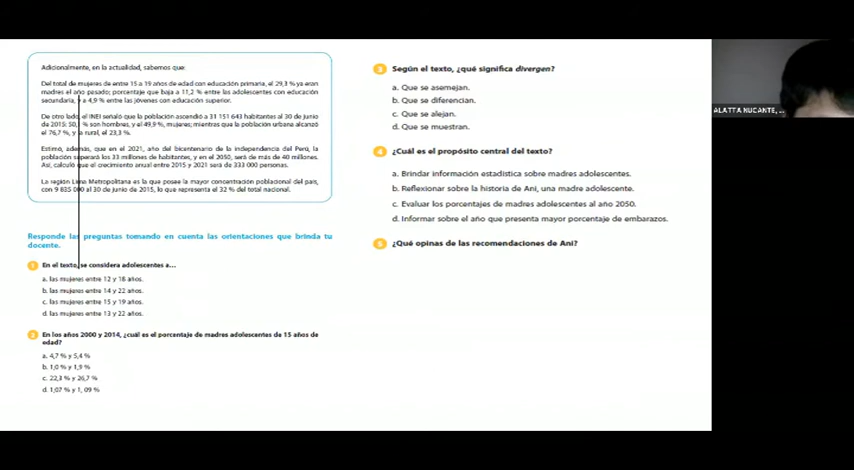 Adicionalmente, en la actualidad, sabemos que:
Del total de mujeres de entre 15 a 19 años de edad con educación primaria, el 29,3 % ya eran
madres el año pasado; porcentaje que baja a 11,2 % entre las adolescentes con educación
secundaria, y a 4,9 % entre las jóvenes con educación superior.
De otro lado, el INEI señaló que la población ascendió a 31 151 643 habitantes al 30 de junio
de 2015: 50, % son hombres, y el 49,9 %, mujeres; mientras que la población urbana alcanzó
el 76,7 %, y la rural, el 23,3 %.
Estimó, además, que en el 2021, año del bicentenario de la independencia del Perú, la
población superará los 33 millones de habitantes, y en el 2050, será de más de 40 millones.
Así, calculó que el crecimiento anual entre 2015 y 2021 será de 333 000 personas.
La región Lima Metropolitana es la que posee la mayor concentración poblacional del país,
con 9 835 000 al 30 de junio de 2015, lo que representa el 32 % del total nacional.
Responde las preguntas tomando en cuenta las orientaciones que brinda tu
docente.
1 En el texto, se considera adolescentes a...
a. las mujeres entre 12 y 18 años.
b. las mujeres entre 14 y 22 años.
c. las mujeres entre 15 y 19 años.
d. las mujeres entre 13 y 22 años.
2 En los años 2000 y 2014, ¿cuál es el porcentaje de madres adolescentes de 15 años de
edad?
a. 4,7 % y 5,4 %
b. 1,0 % y 1,9 %
c. 22,3 % y 26,7 %
d. 1,07 % y 1, 09 %
3 Según el texto, ¿qué significa divergen?
a. Que se asemejan.
b. Que se diferencian.
c. Que se alejan.
d. Que se muestran.
4 ¿Cuál es el propósito central del texto?
a. Brindar información estadística sobre madres adolescentes.
b. Reflexionar sobre la historia de Ani, una madre adolescente.
c. Evaluar los porcentajes de madres adolescentes al año 2050.
d. Informar sobre el año que presenta mayor porcentaje de embarazos.
5 ¿Qué opinas de las recomendaciones de Ani?
ALATTA NUCANTE, ...